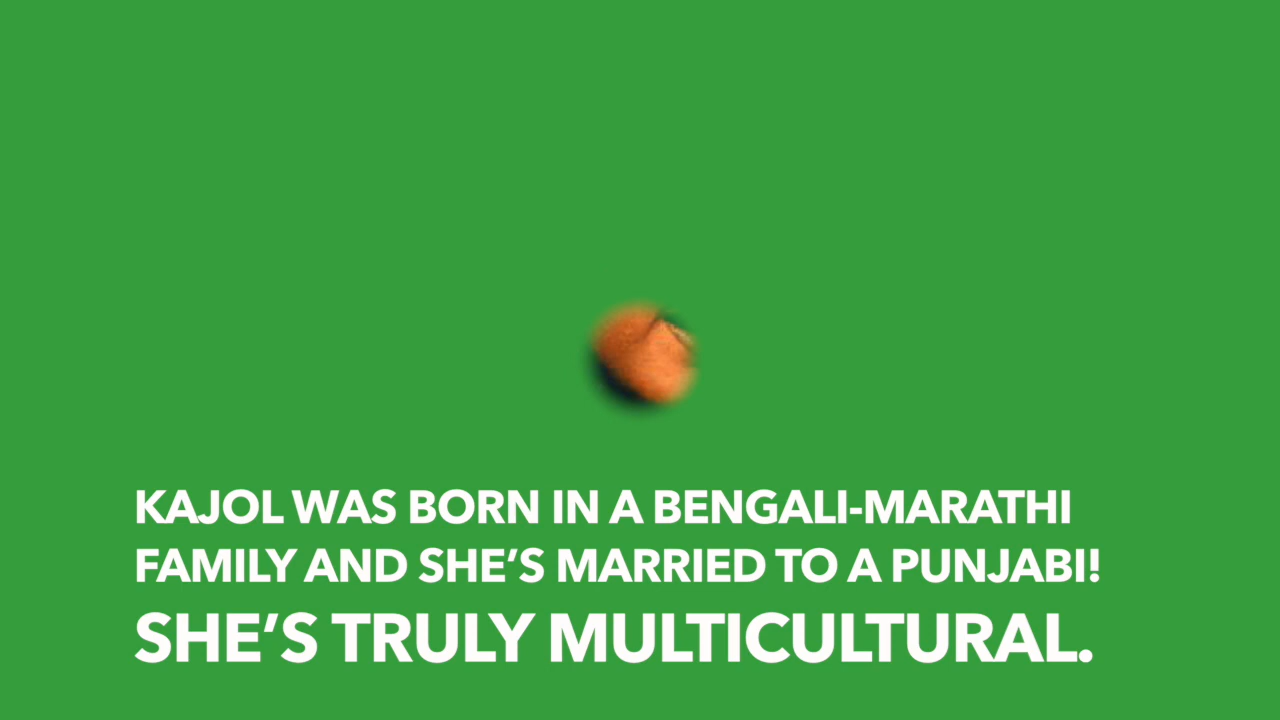 KAJOL WAS BORN IN A BENGALI-MARATHI
FAMILY AND SHE’S MARRIED TO A PUNJABI!
SHE’S TRULY MULTICULTURAL.